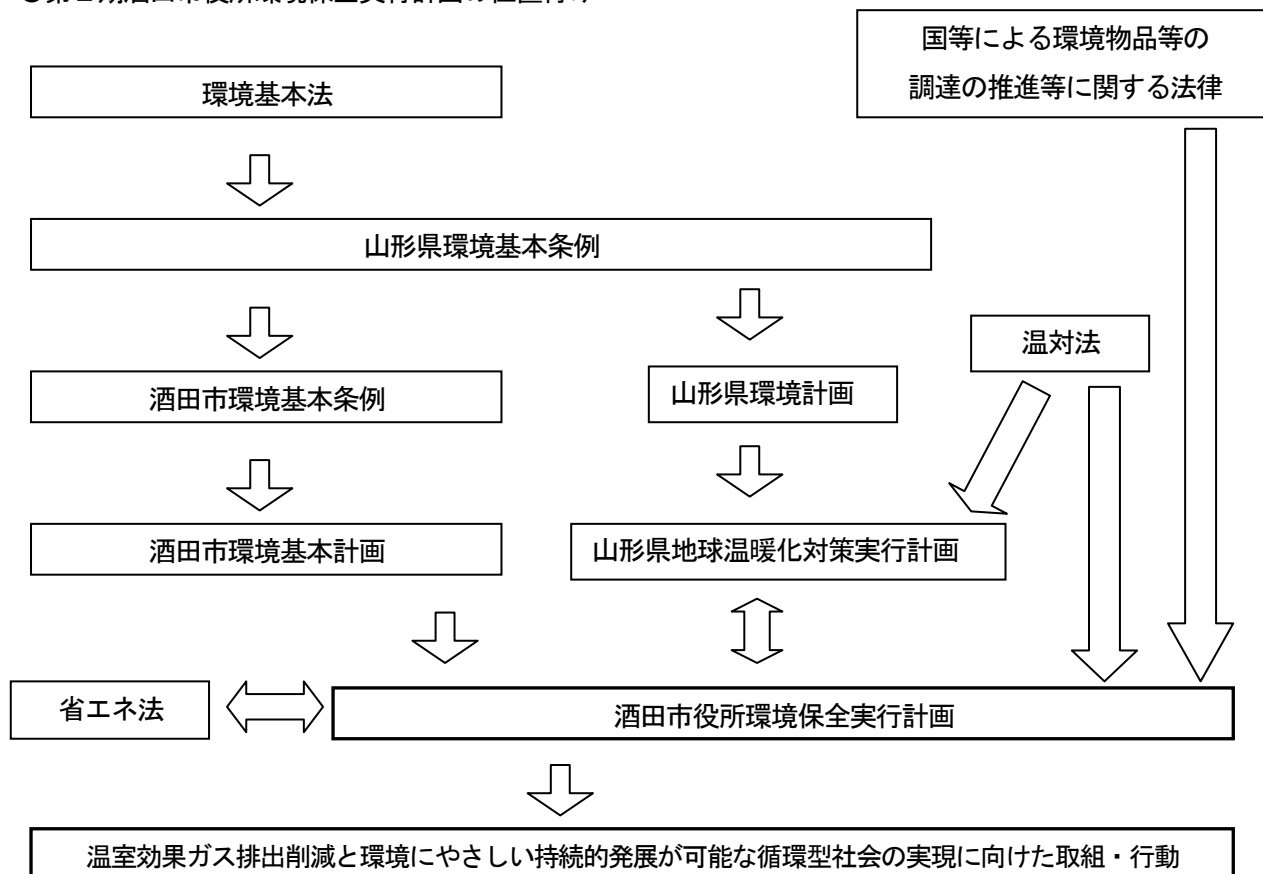 国等による環境物品等の
調達の推進等に関する法律
環境基本法
山形県環境基本条例
温対法
酒田市環境基本条例
山形県環境計画
酒田市環境基本計画
山形県地球温暖化対策実行計画
省エネ法
酒田市役所環境保全実行計画
温室効果ガス排出削減と環境にやさしい持続的発展が可能な循環型社会の実現に向けた取組・行動